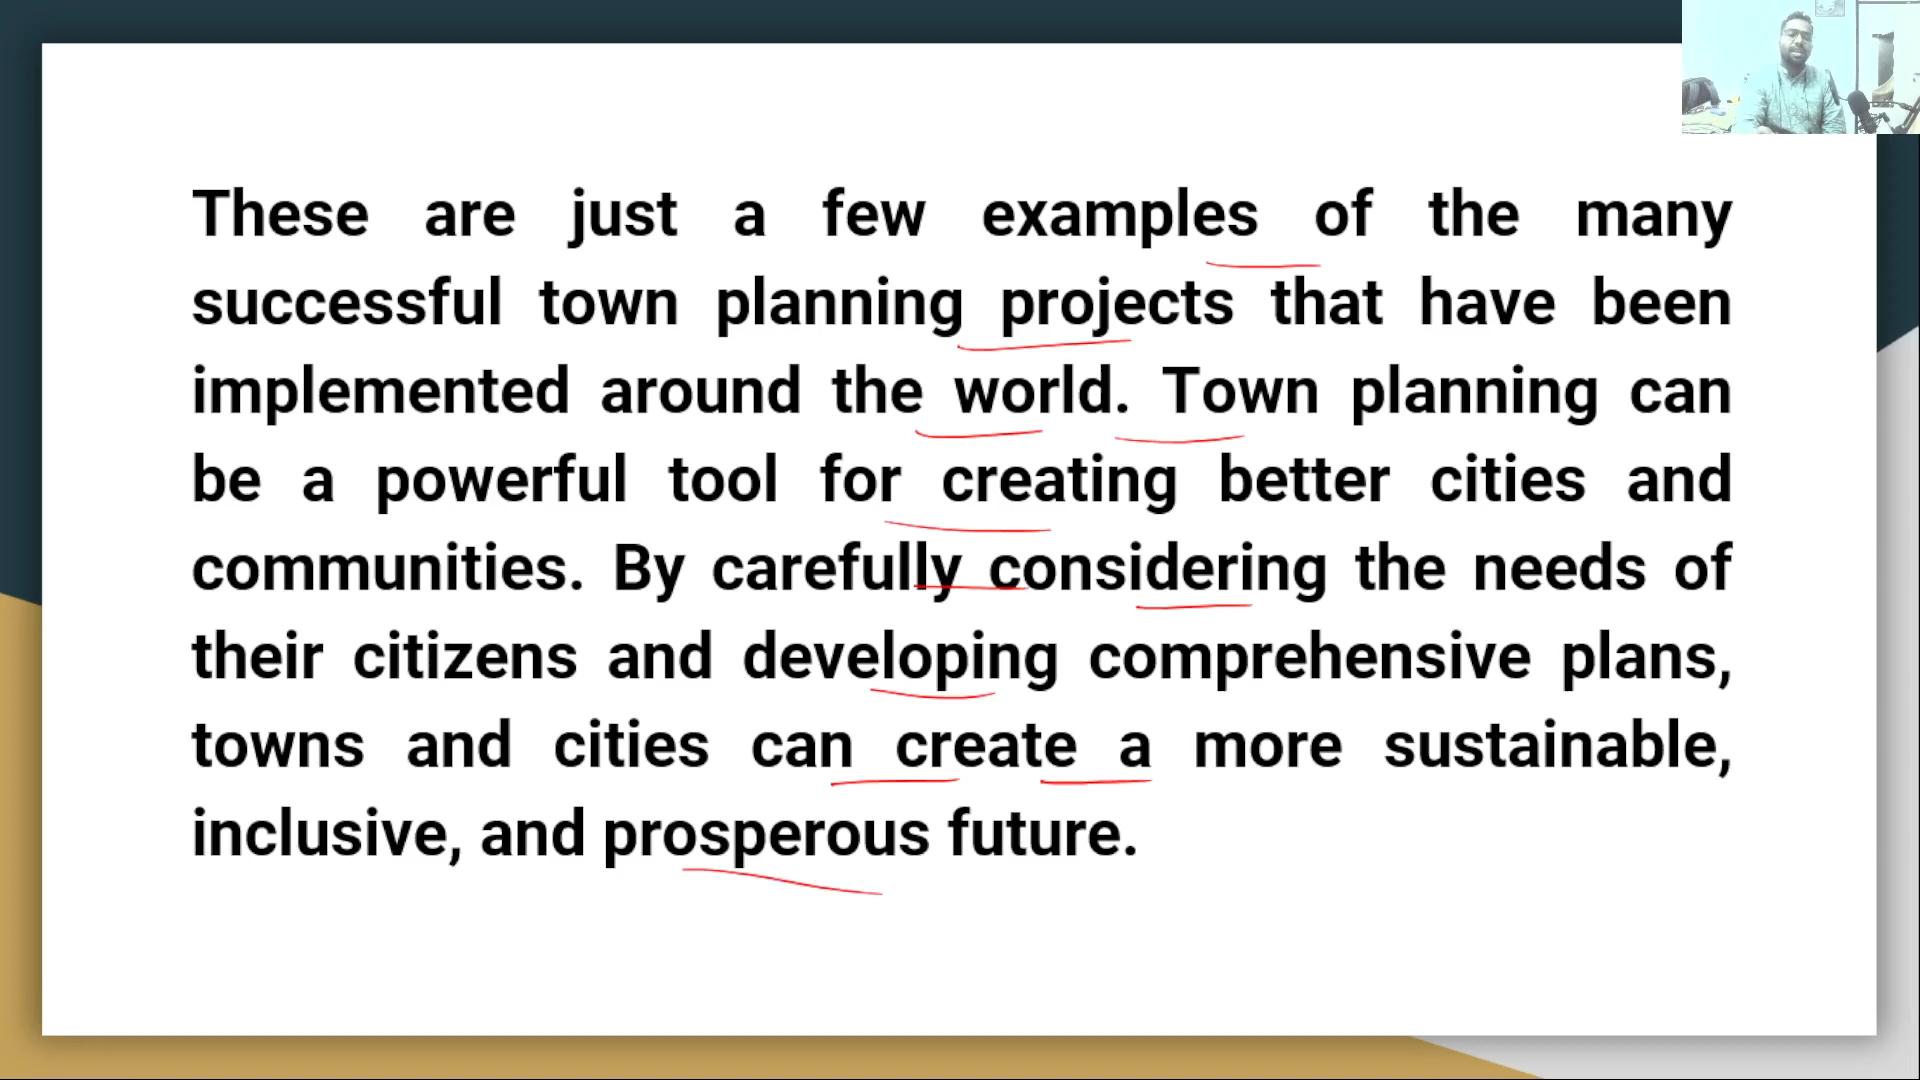 These are just a few examples of the many
successful town planning projects that have been
implemented around the world. Town planning can
be a powerful tool for creating better cities and
communities. By carefully considering the needs of
their citizens and developing comprehensive plans,
towns and cities can create a more sustainable,
inclusive, and prosperous future.